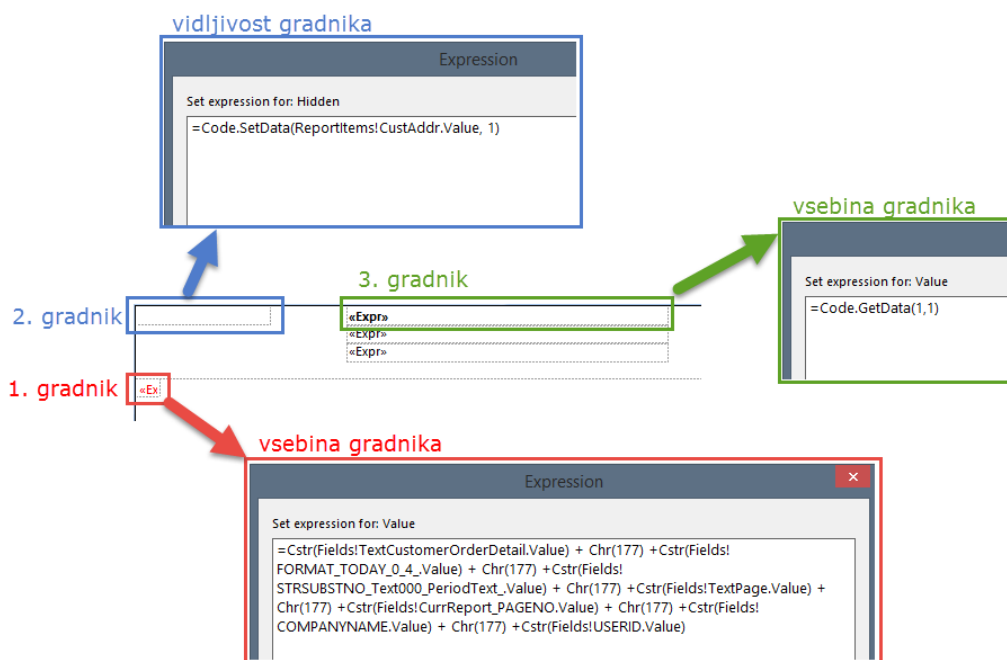 vidljivost gradnika
Expression
Set expression for: Hidden
=Code.SetData(ReportItems!CustAddr.Value, 1)
vsebina gradnika
Set expression for: Value
=Code.GetData(1,1)
3. gradnik
2. gradnik
«Expr»
«Expr»
«Expr»
1. gradnik
«Ex
vsebina gradnika
Expression
Set expression for: Value
=Cstr(Fields!TextCustomerOrderDetail.Value) + Chr(177) +Cstr(Fields!
FORMAT_TODAY_0_4_.Value) + Chr(177) +Cstr(Fields!
STRSUBSTNO_Text000_PeriodText_.Value) + Chr(177) +Cstr(Fields!TextPage.Value) +
Chr(177) +Cstr(Fields!CurrReport_PAGENO.Value) + Chr(177) +Cstr(Fields!
COMPANYNAME.Value) + Chr(177) +Cstr(Fields!USERID.Value)